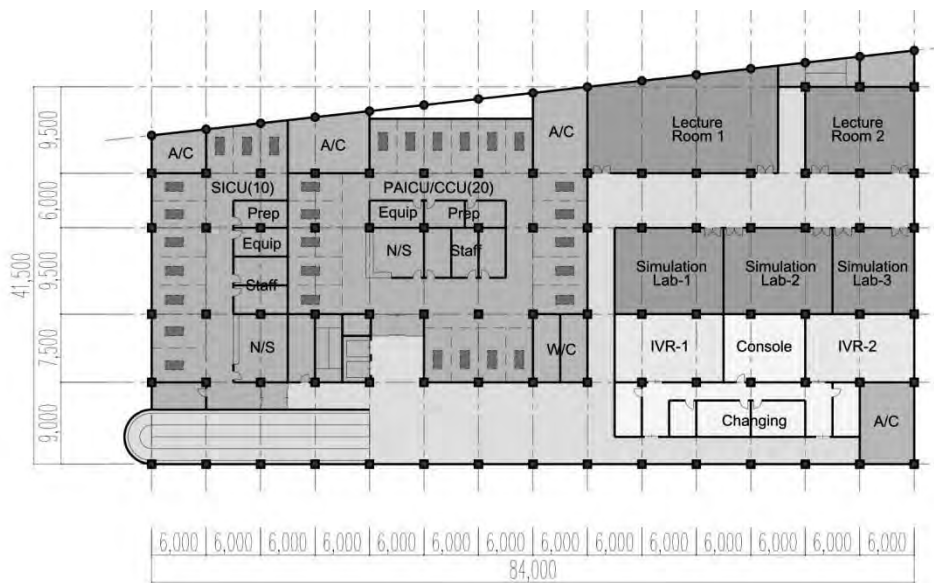 Lecture
Room 1
Lecture
Room 2
A/C
A/C
A/C
SICU(10)
PAICU/CCU(20)
Prep
Equip
Prep
Equip
N/S
Staff
Staff
Simulation
Lab-1
Simulation
Lab-2
Simulation
Lab-3
N/S
W/C
IVR-1
Console
IVR-2
Changing
A/C
9,500
6,000
9,500
7,500
9,000
41,500
6,000 6,000 6,000 6,000 6,000 6,000 6,000 6,000 6,000 6,000 6,000 6,000 6,000 6,000
84,000